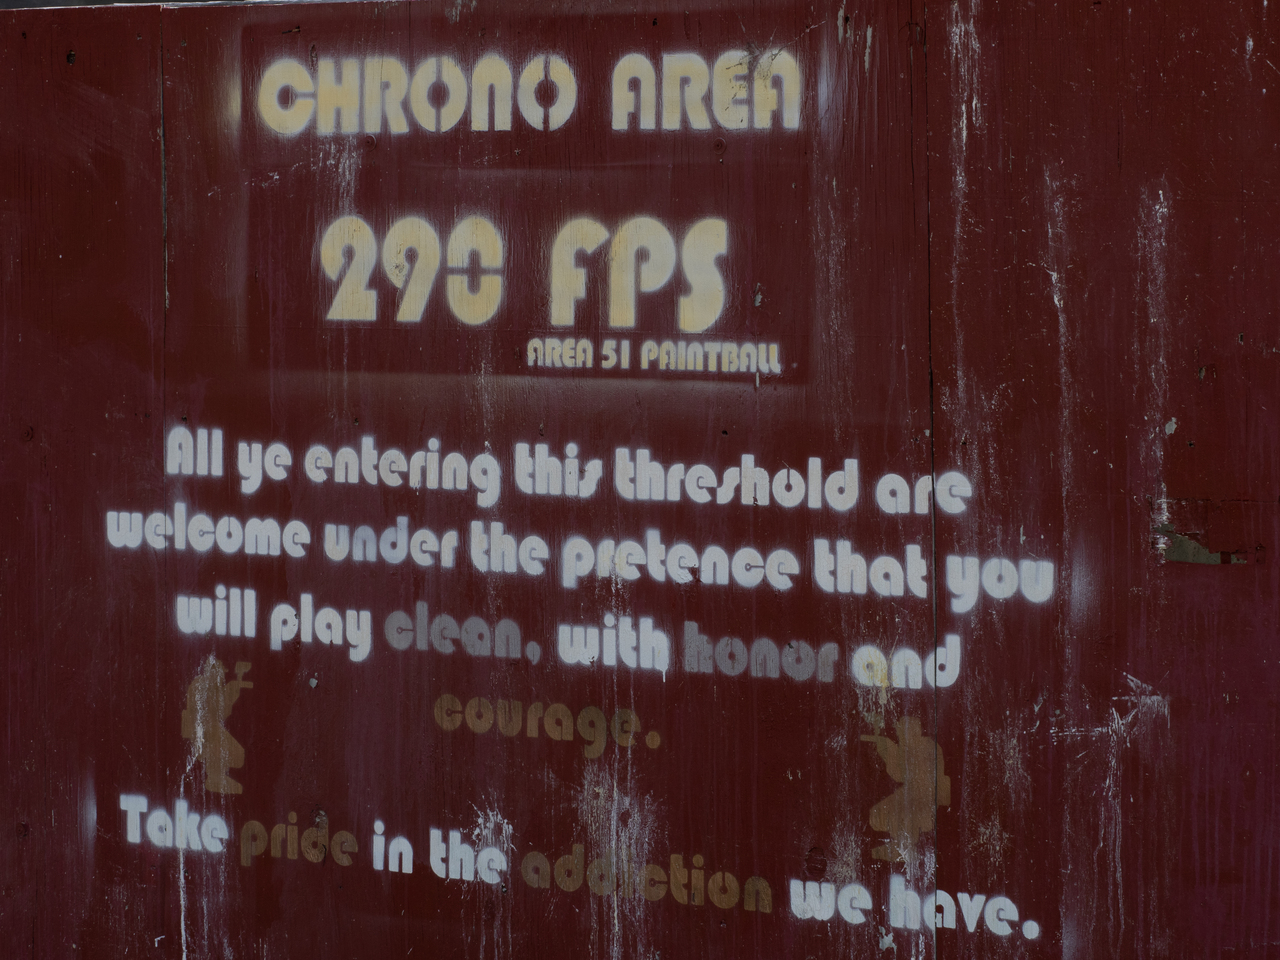 CHRONO AREA
290 FPS
AREA 51 PAINTBALL
All ye entering this threshold are
welcome under the pretence that you
will play clean, with honor and
courage.
Take pride in the addiction we have.